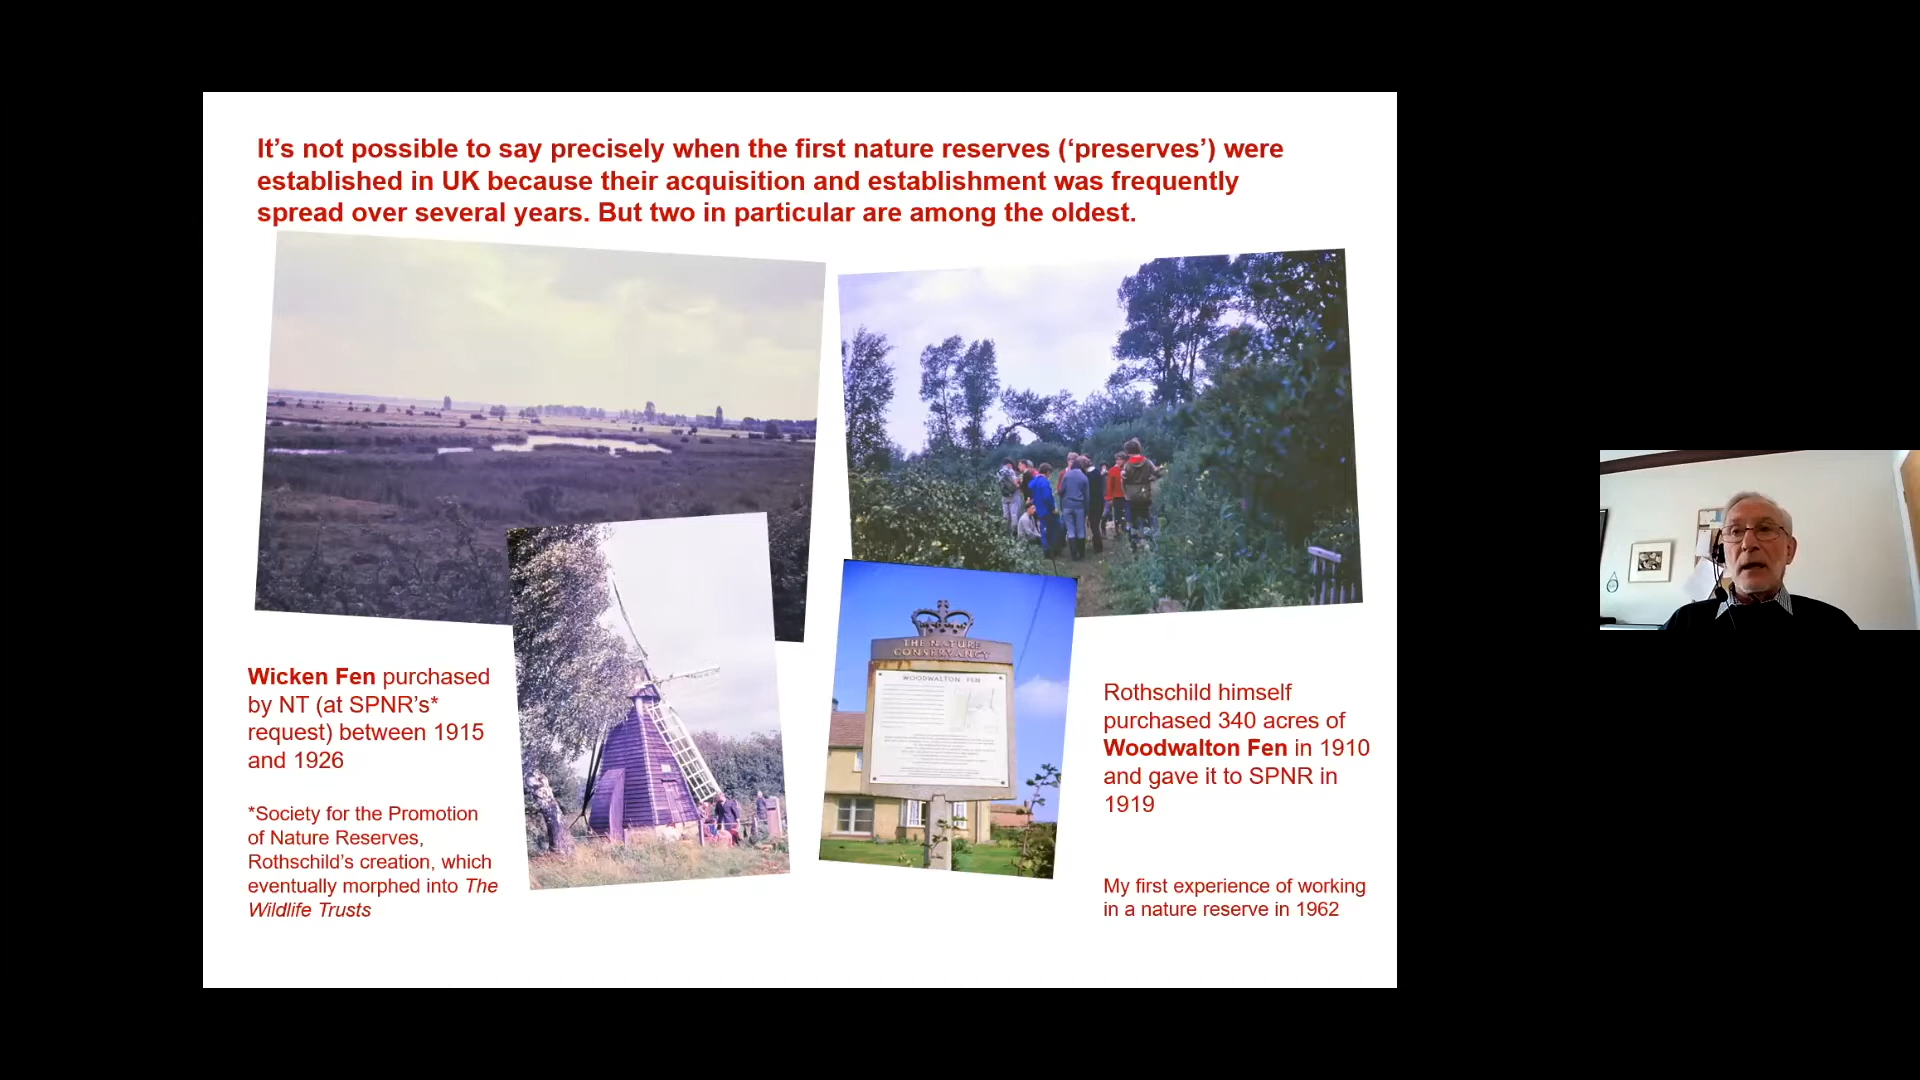 It’s not possible to say precisely when the first nature reserves (‘preserves’) were
established in UK because their acquisition and establishment was frequently
spread over several years. But two in particular are among the oldest.
Wicken Fen purchased
by NT (at SPNR’s*
request) between 1915
and 1926
*Society for the Promotion
of Nature Reserves,
Rothschild’s creation, which
eventually morphed into The
Wildlife Trusts
THE NATURE
CONSERVANCY
WOODWALTON FEN
Rothschild himself
purchased 340 acres of
Woodwalton Fen in 1910
and gave it to SPNR in
1919
My first experience of working
in a nature reserve in 1962